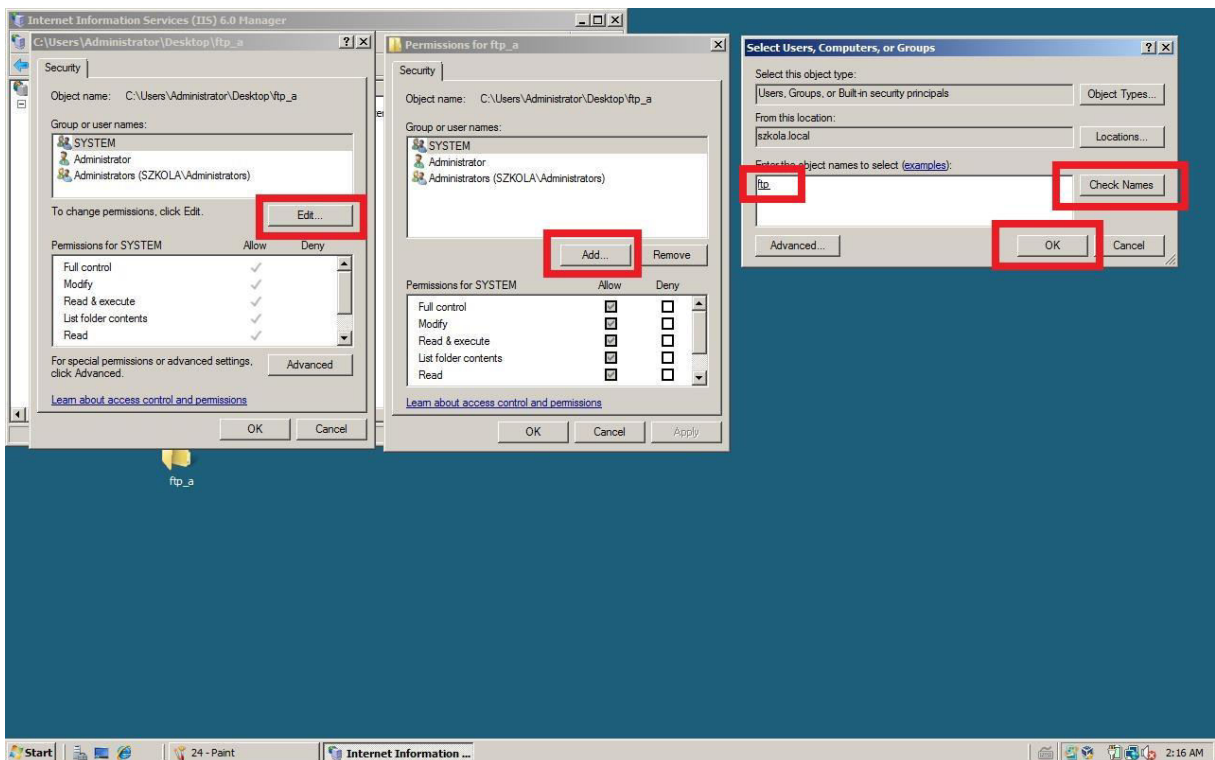 Internet Information Services (IIS) 6.0 Manager
C:\Users\Administrator\Desktop\ftp_a
Security
Object name: C:\Users\Administrator\Desktop\ftp_a
Group or user names:
SYSTEM
Administrator
Administrators (SZKOLA\Administrators)
To change permissions, click Edit.
Edit...
Permissions for SYSTEM Allow Deny
Full control
Modify
Read & execute
List folder contents
Read
For special permissions or advanced settings,
click Advanced.
Advanced
Learn about access control and permissions
OK Cancel
Permissions for ftp_a
Security
Object name: C:\Users\Administrator\Desktop\ftp_a
Group or user names:
SYSTEM
Administrator
Administrators (SZKOLA\Administrators)
Add... Remove
Permissions for SYSTEM Allow Deny
Full control
Modify
Read & execute
List folder contents
Read
Learn about access control and permissions
OK Cancel Apply
Select Users, Computers, or Groups
Select this object type:
Users, Groups, or Built-in security principals Object Types...
From this location:
szkola.local Locations...
Enter the object names to select (examples):
ftp Check Names
Advanced... OK Cancel
ftp_a
Start 24 - Paint Internet Information ... 2:16 AM